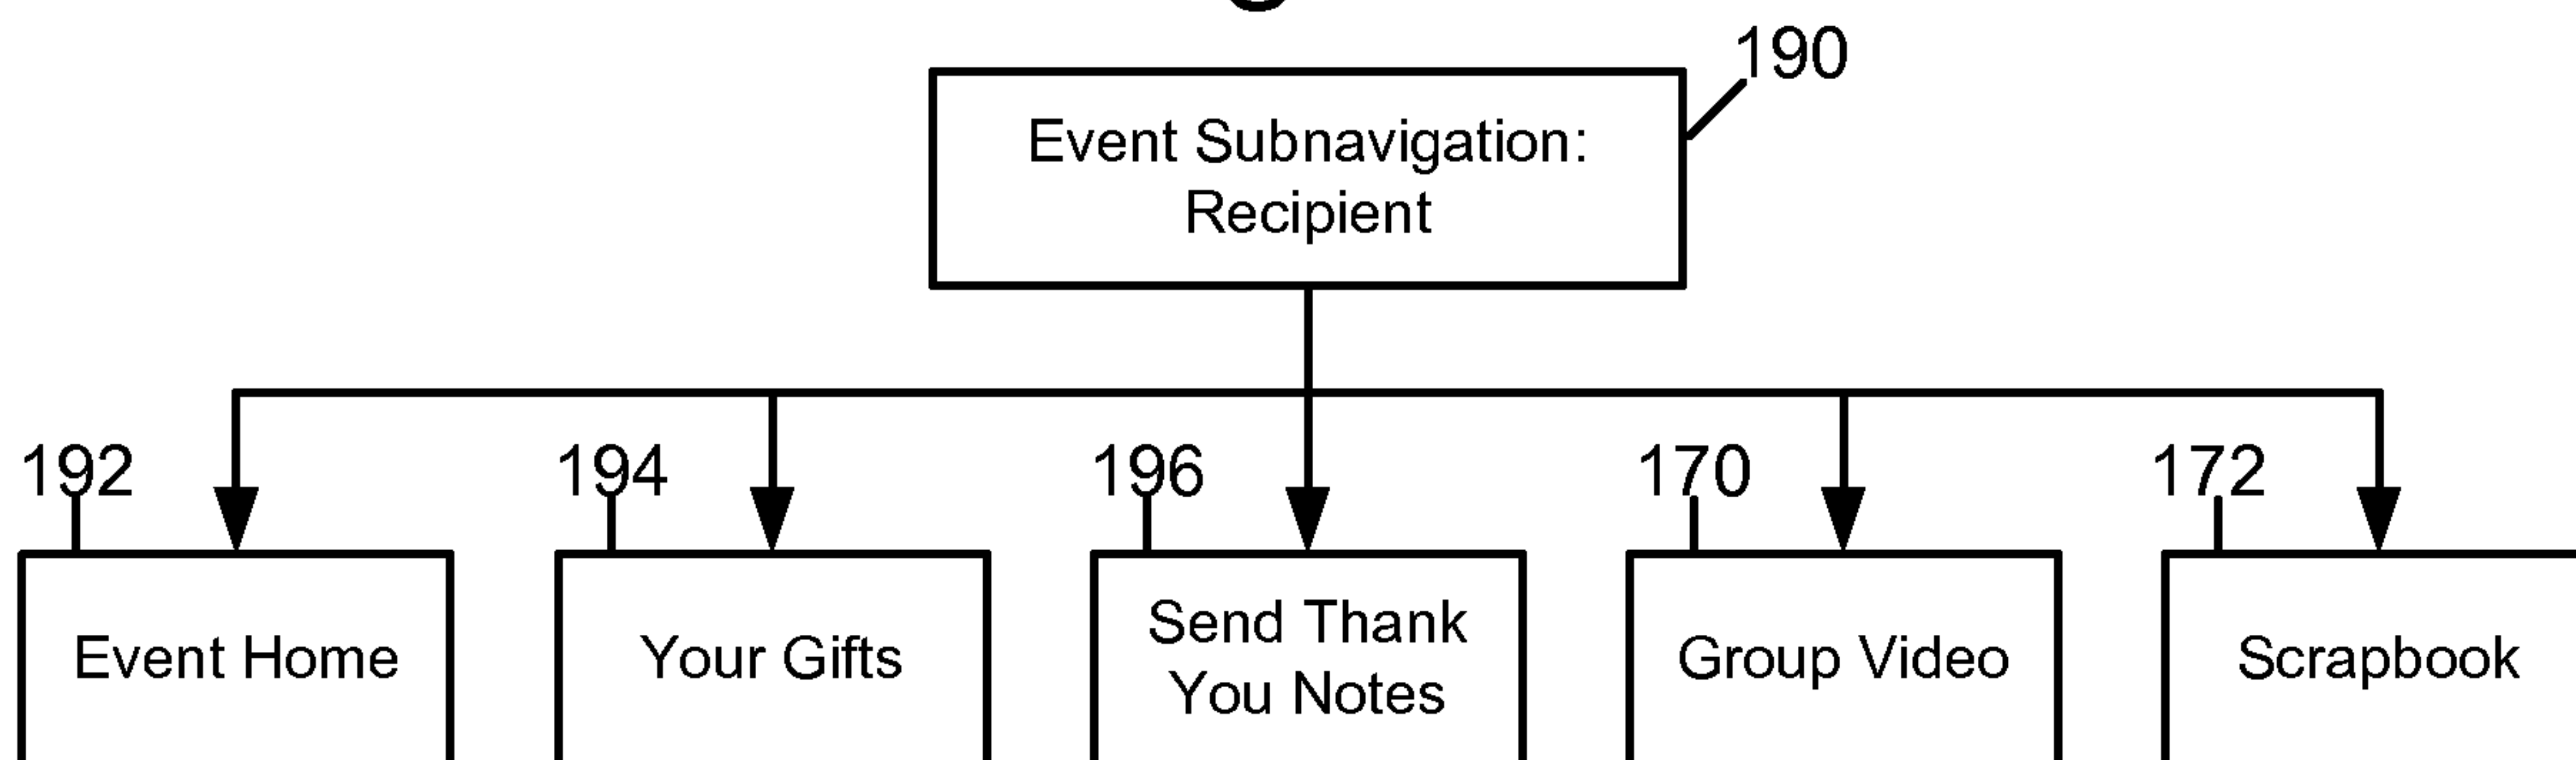 190
Event Subnavigation:
Recipient
192
194
196
170
172
Event Home
Your Gifts
Send Thank
You Notes
Group Video
Scrapbook